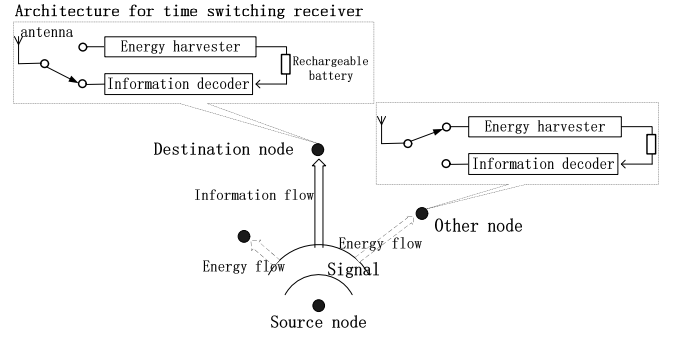 Architecture for time switching receiver
antenna
Energy harvester
Rechargeable
battery
Information decoder
Energy harvester
Information decoder
Destination node
Information flow
Other node
Energy flow
Energy flow
Signal
Source node